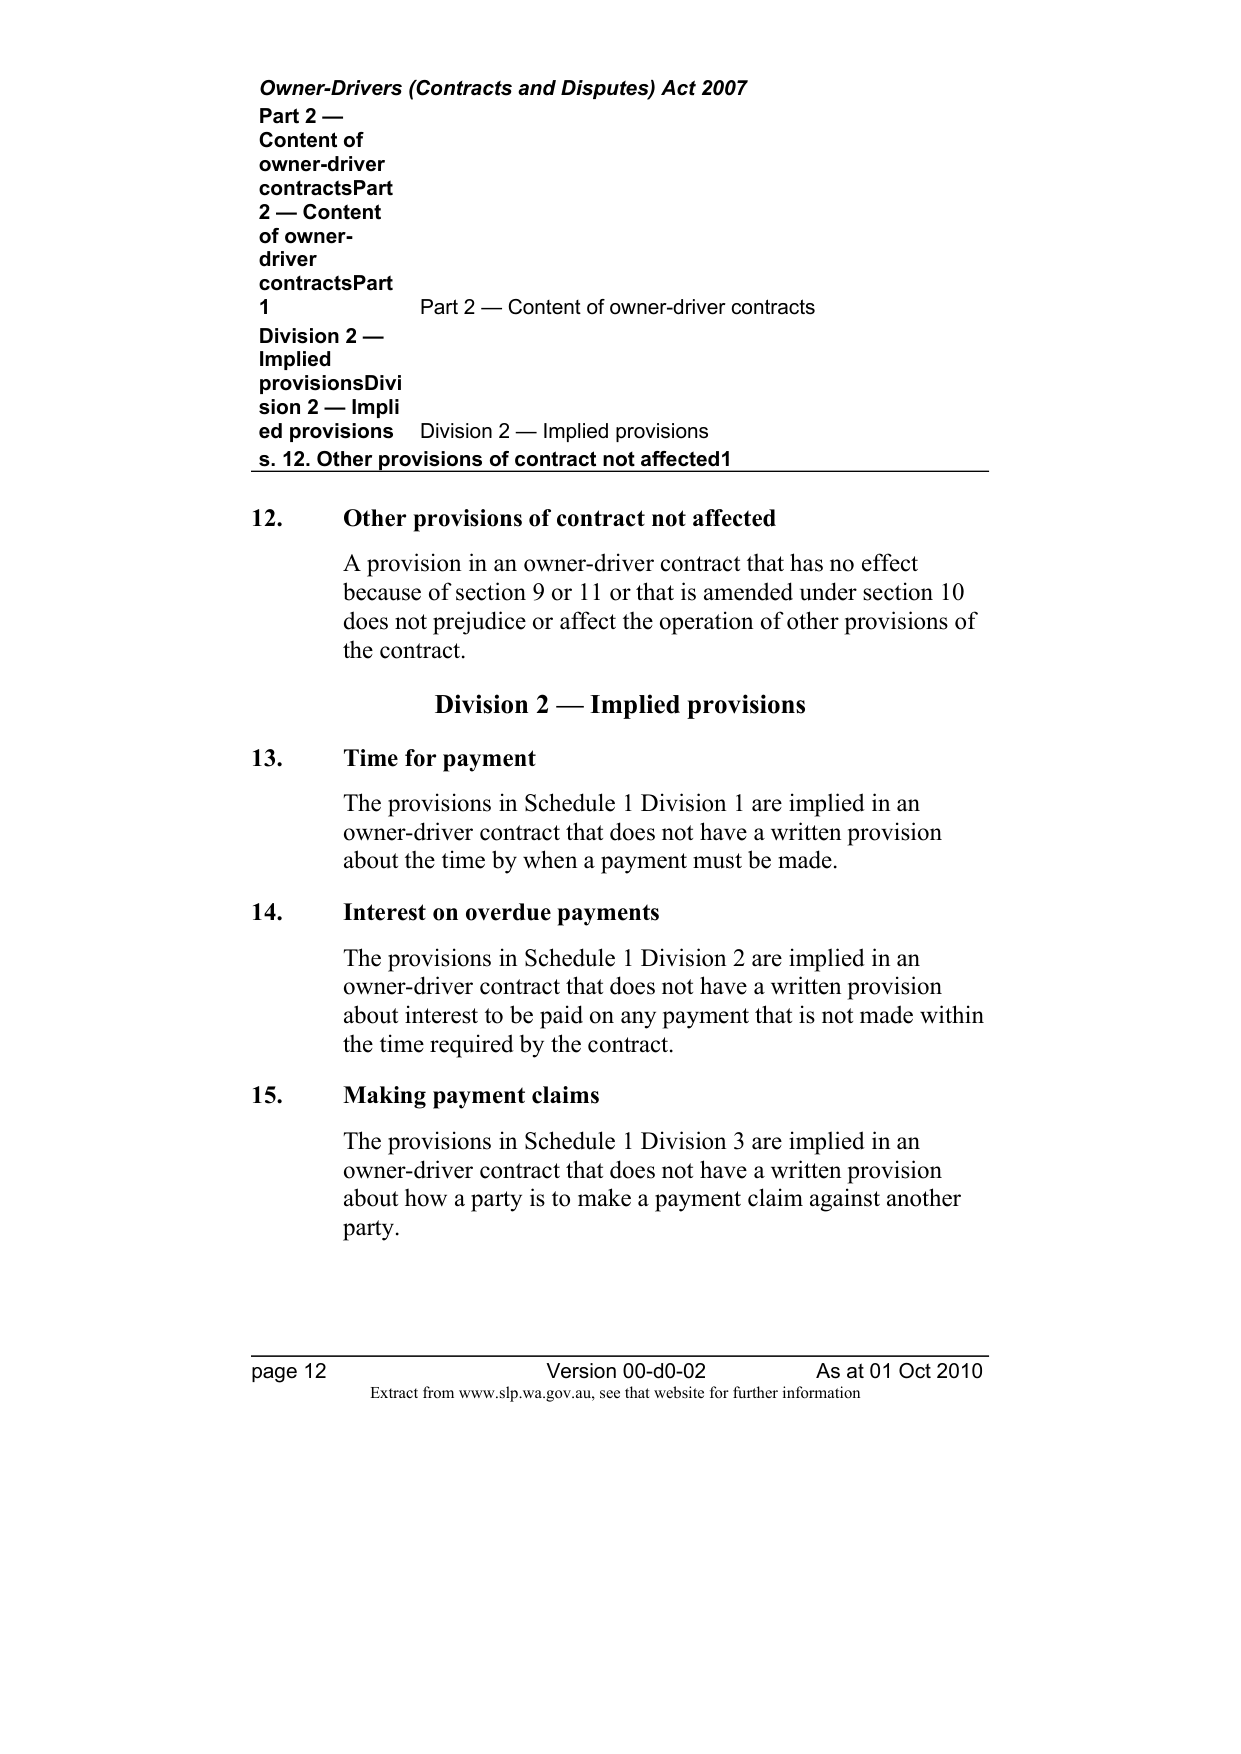 Owner-Drivers (Contracts and Disputes) Act 2007
Part 2 —
Content of
owner-driver
contractsPart
2 — Content
of owner-
driver
contractsPart
1 Part 2 — Content of owner-driver contracts
Division 2 —
Implied
provisionsDivi
sion 2 — Impli
ed provisions Division 2 — Implied provisions
s. 12. Other provisions of contract not affected1
12. Other provisions of contract not affected
A provision in an owner-driver contract that has no effect
because of section 9 or 11 or that is amended under section 10
does not prejudice or affect the operation of other provisions of
the contract.
Division 2 — Implied provisions
13. Time for payment
The provisions in Schedule 1 Division 1 are implied in an
owner-driver contract that does not have a written provision
about the time by when a payment must be made.
14. Interest on overdue payments
The provisions in Schedule 1 Division 2 are implied in an
owner-driver contract that does not have a written provision
about interest to be paid on any payment that is not made within
the time required by the contract.
15. Making payment claims
The provisions in Schedule 1 Division 3 are implied in an
owner-driver contract that does not have a written provision
about how a party is to make a payment claim against another
party.
page 12 Version 00-d0-02 As at 01 Oct 2010
Extract from www.slp.wa.gov.au, see that website for further information